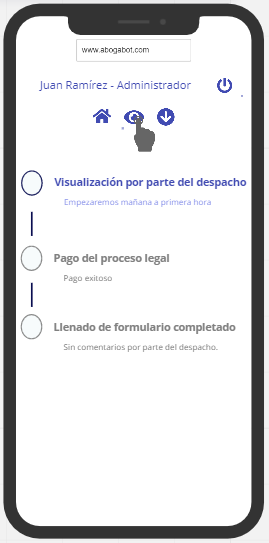 www.abogabot.com
Juan Ramírez - Administrador
Visualización por parte del despacho
Empezaremos mañana a primera hora
Pago del proceso legal
Pago exitoso
Llenado de formulario completado
Sin comentarios por parte del despacho.